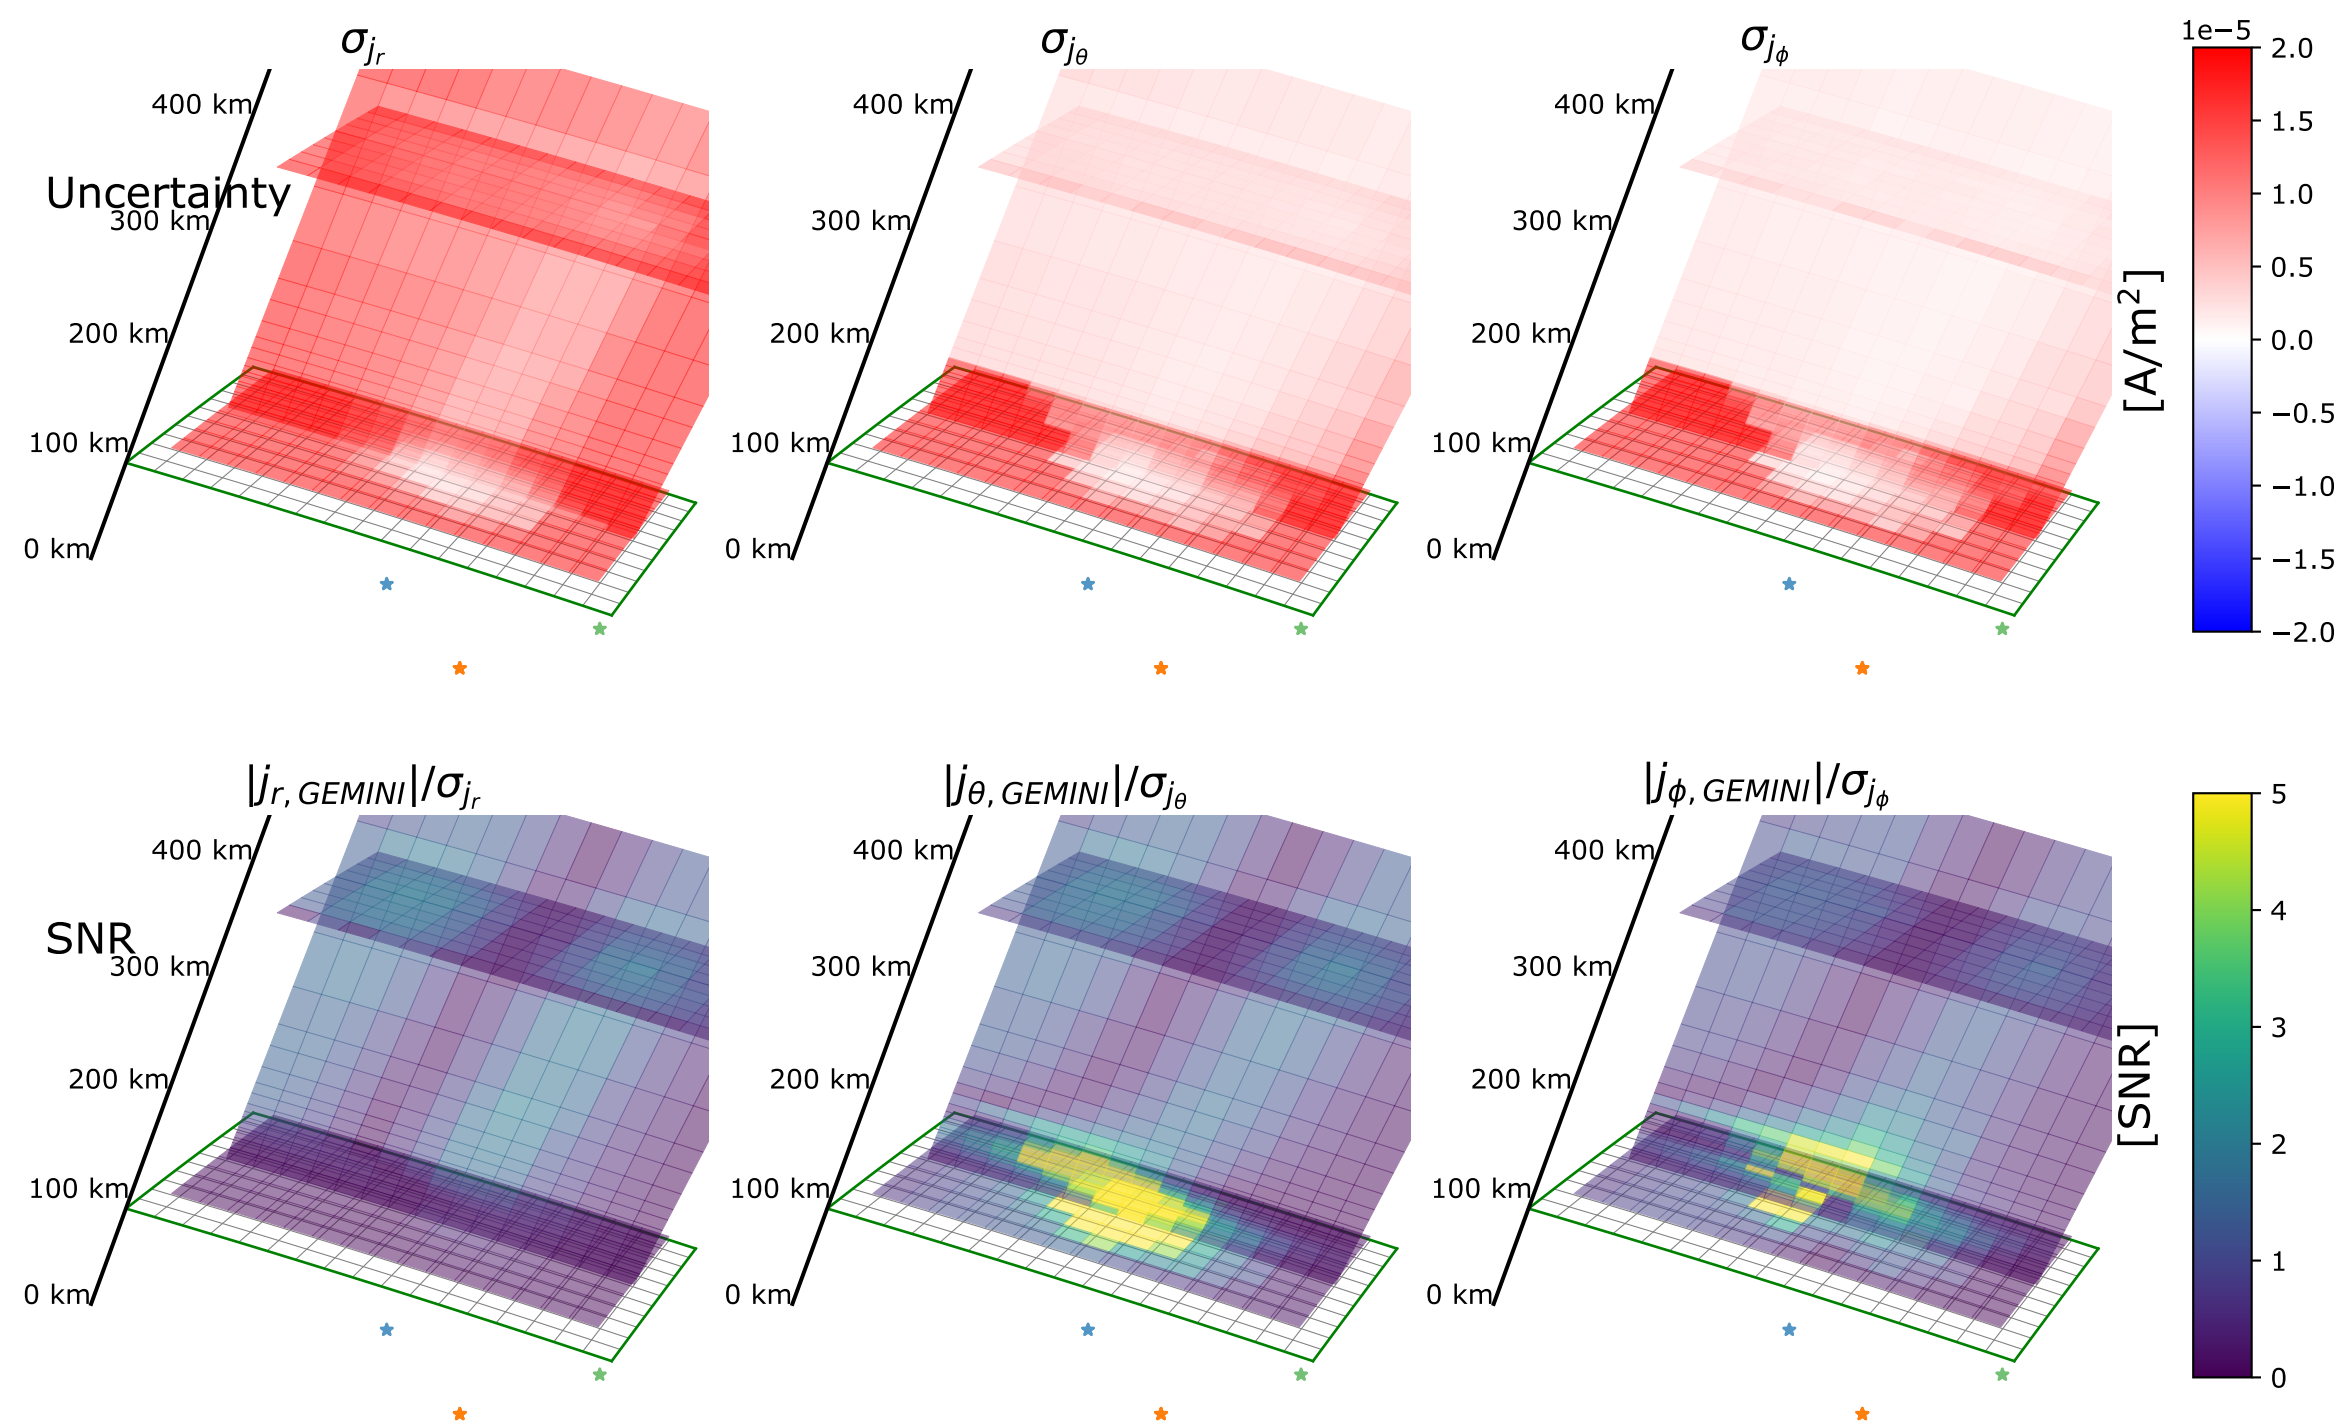 σ_{j_r} σ_{j_θ} σ_{j_ϕ}
1e−5
400 km 400 km 400 km
Uncertainty
300 km 300 km 300 km
200 km 200 km 200 km
100 km 100 km 100 km
0 km 0 km 0 km
2.0
1.5
1.0
0.5
0.0
−0.5
−1.0
−1.5
−2.0
[A/m²]
|j_{r, GEMINI}|/σ_{j_r} |j_{θ, GEMINI}|/σ_{j_θ} |j_{ϕ, GEMINI}|/σ_{j_ϕ}
400 km 400 km 400 km
SNR
300 km 300 km 300 km
200 km 200 km 200 km
100 km 100 km 100 km
0 km 0 km 0 km
5
4
3
2
1
0
[SNR]